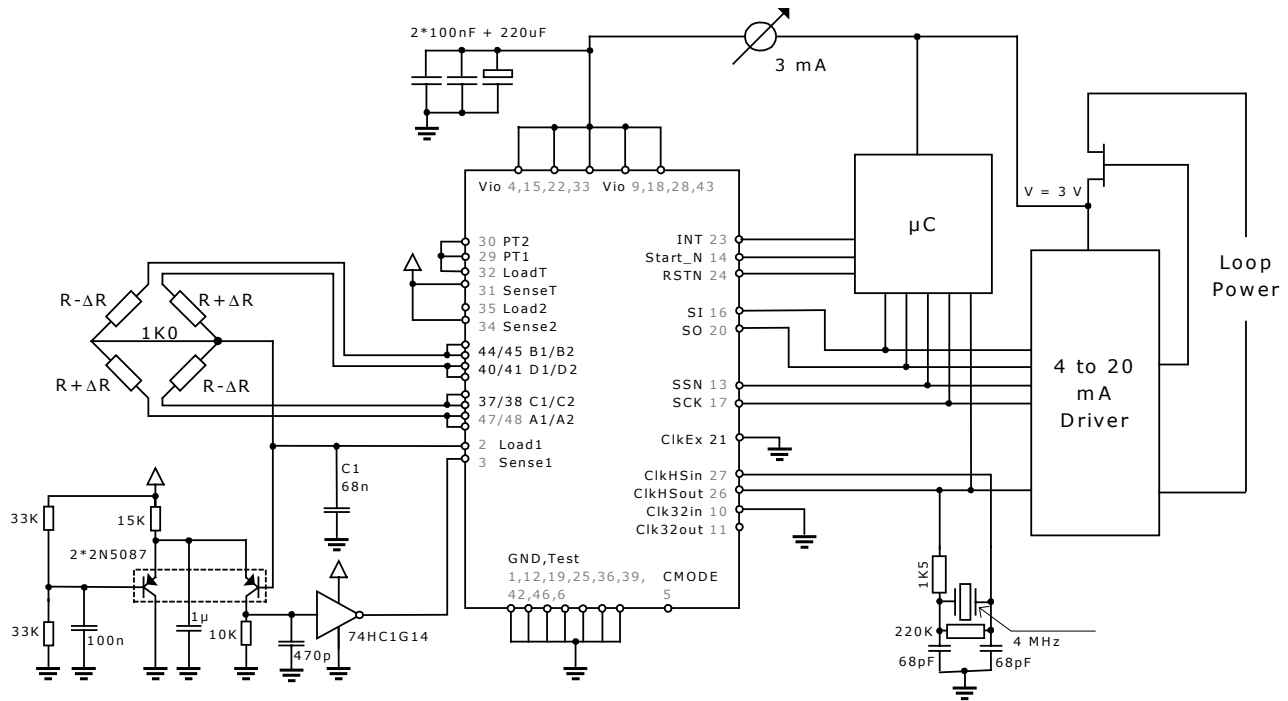 2*100nF + 220uF
3 mA
Vio 4,15,22,33 Vio 9,18,28,43
V = 3 V
µC
30 PT2
29 PT1
32 LoadT
31 SenseT
35 Load2
34 Sense2
44/45 B1/B2
40/41 D1/D2
37/38 C1/C2
47/48 A1/A2
2 Load1
3 Sense1
INT 23
Start_N 14
RSTN 24
SI 16
SO 20
SSN 13
SCK 17
ClkEx 21
ClkHSin 27
ClkHSout 26
Clk32in 10
Clk32out 11
GND,Test
1,12,19,25,36,39,
42,46,6
CMODE
5
Loop
Power
4 to 20
mA
Driver
R-ΔR
R+ΔR
1K0
R+ΔR
R-ΔR
C1
68n
33K
15K
2*2N5087
33K
100n
1µ
10K
470p
74HC1G14
1K5
220K
4 MHz
68pF
68pF